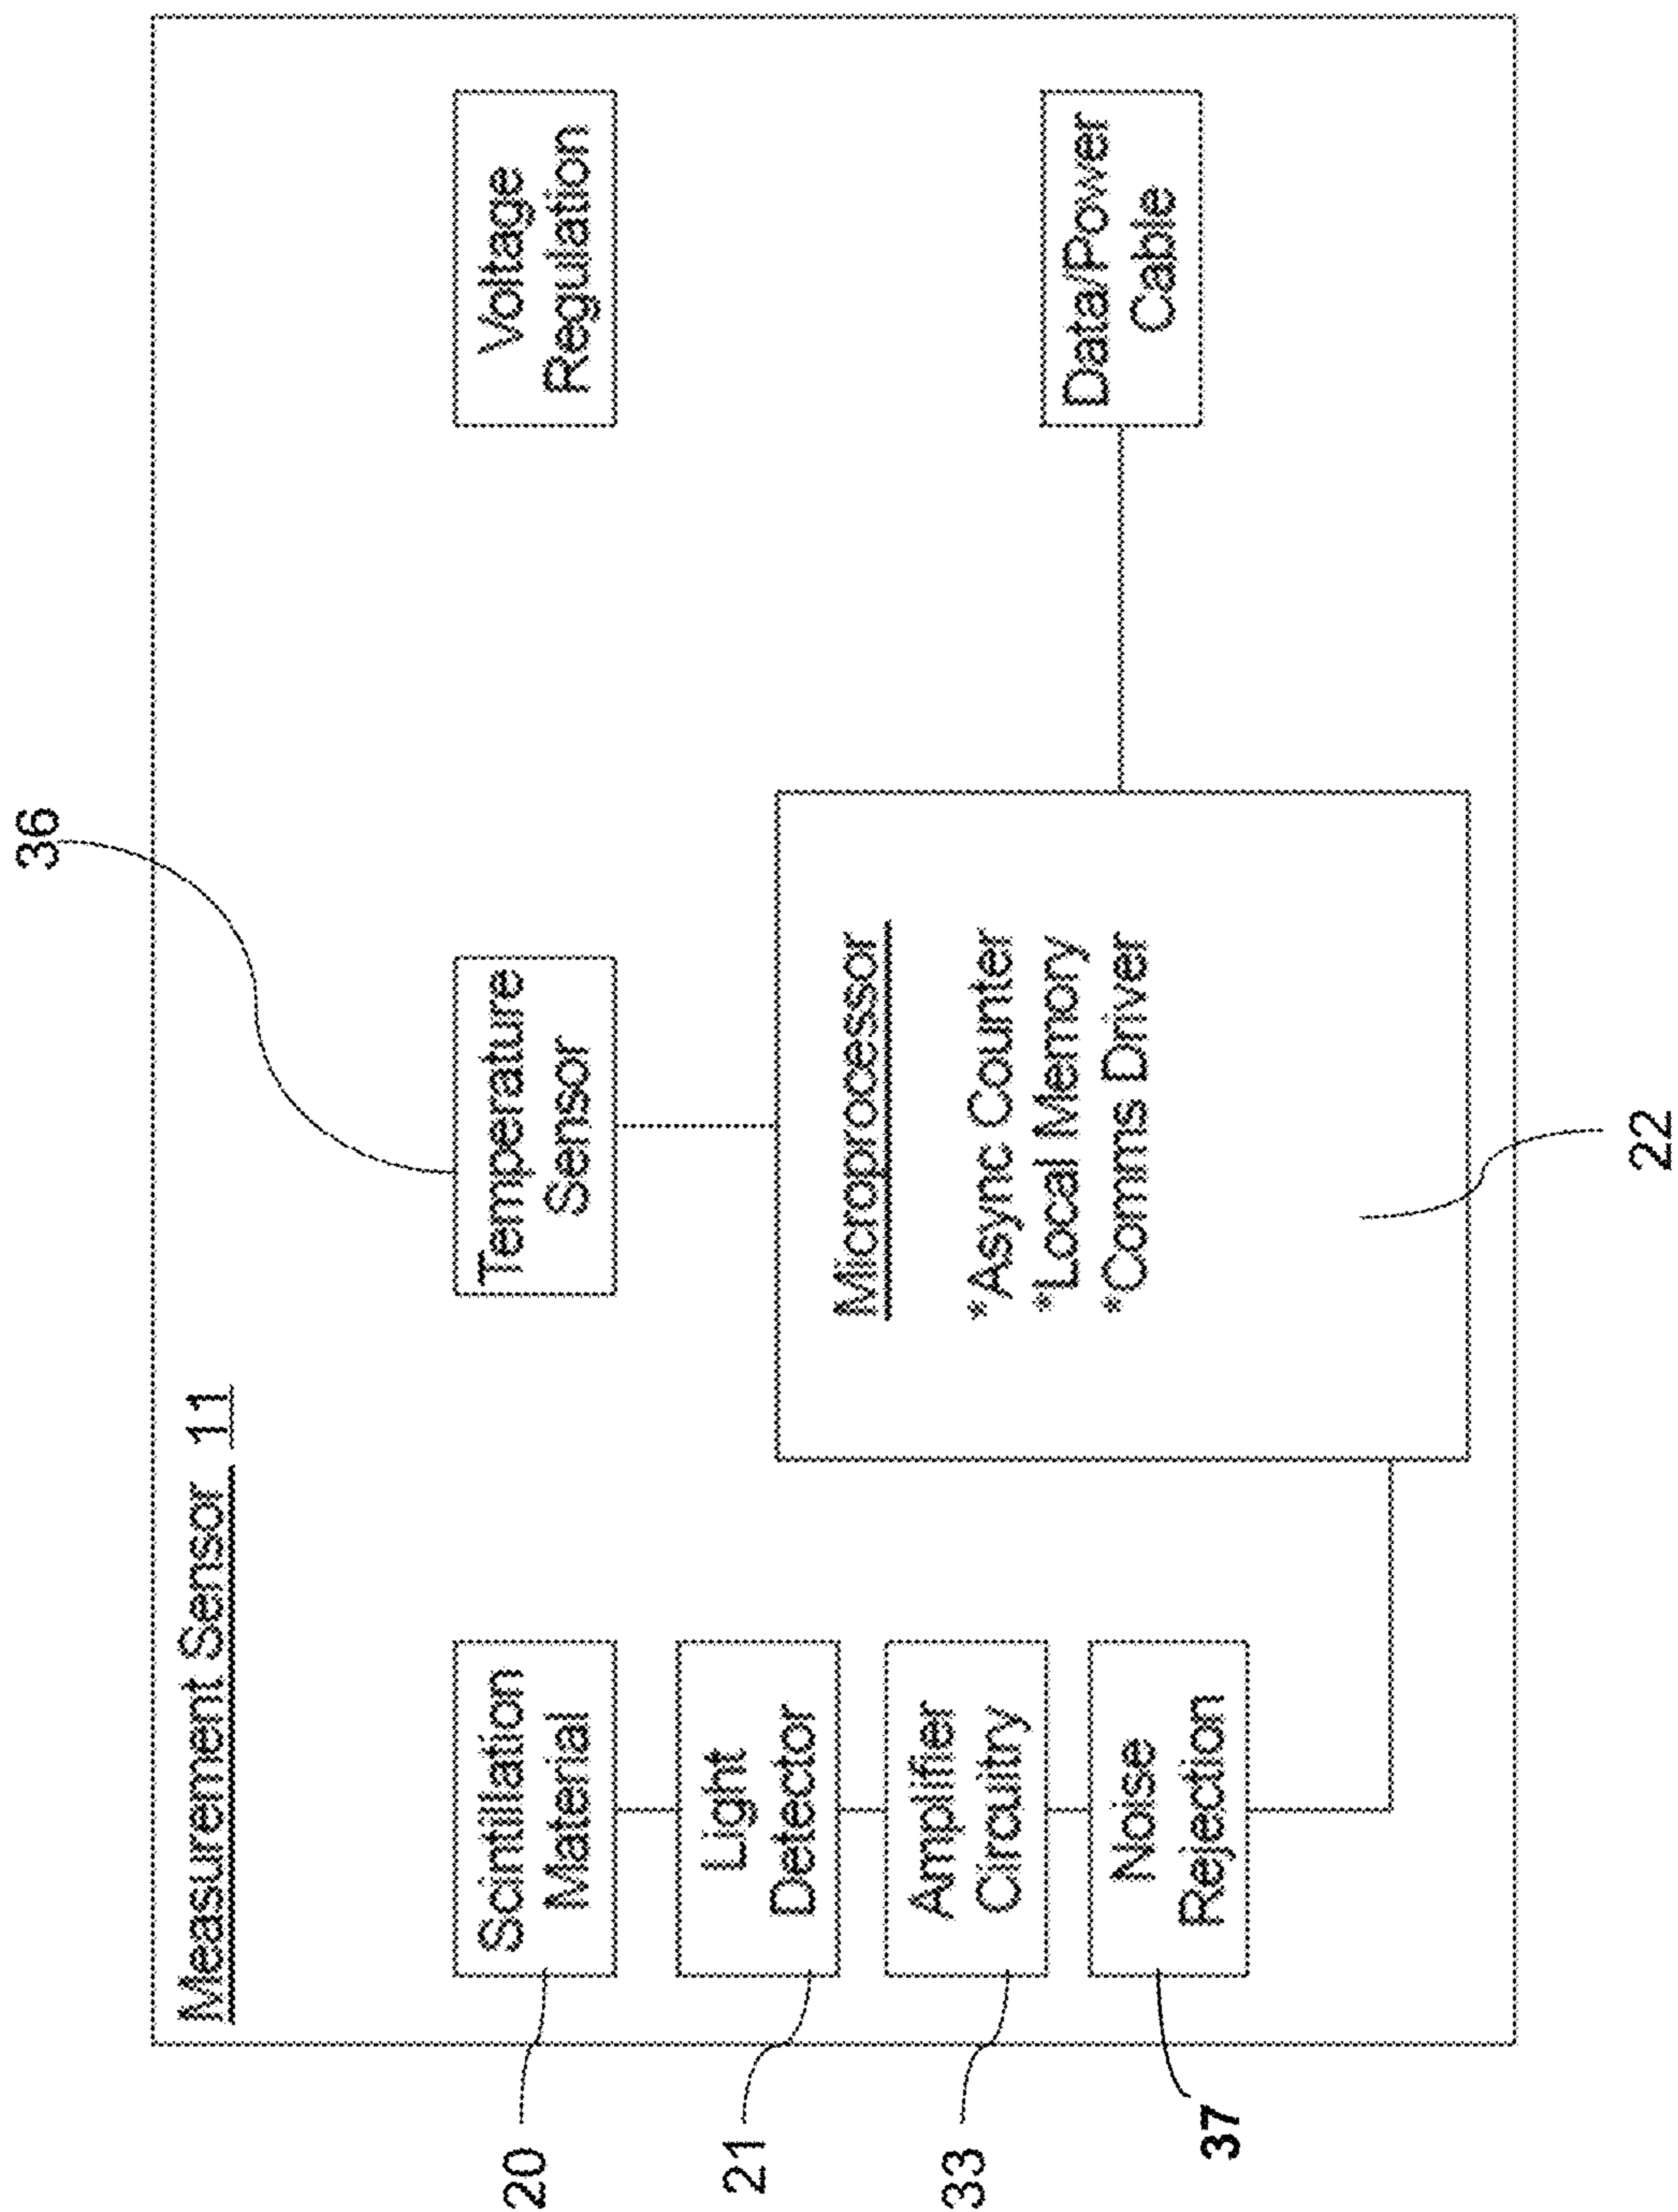 Measurement Sensor 11
36
20
Scintillation
Material
Temperature
Sensor
Voltage
Regulation
21
Light
Detector
33
Amplifier
Circuitry
37
Noise
Rejection
Microprocessor
*Async Counter
*Local Memory
*Comms Driver
22
Data/Power
Cable